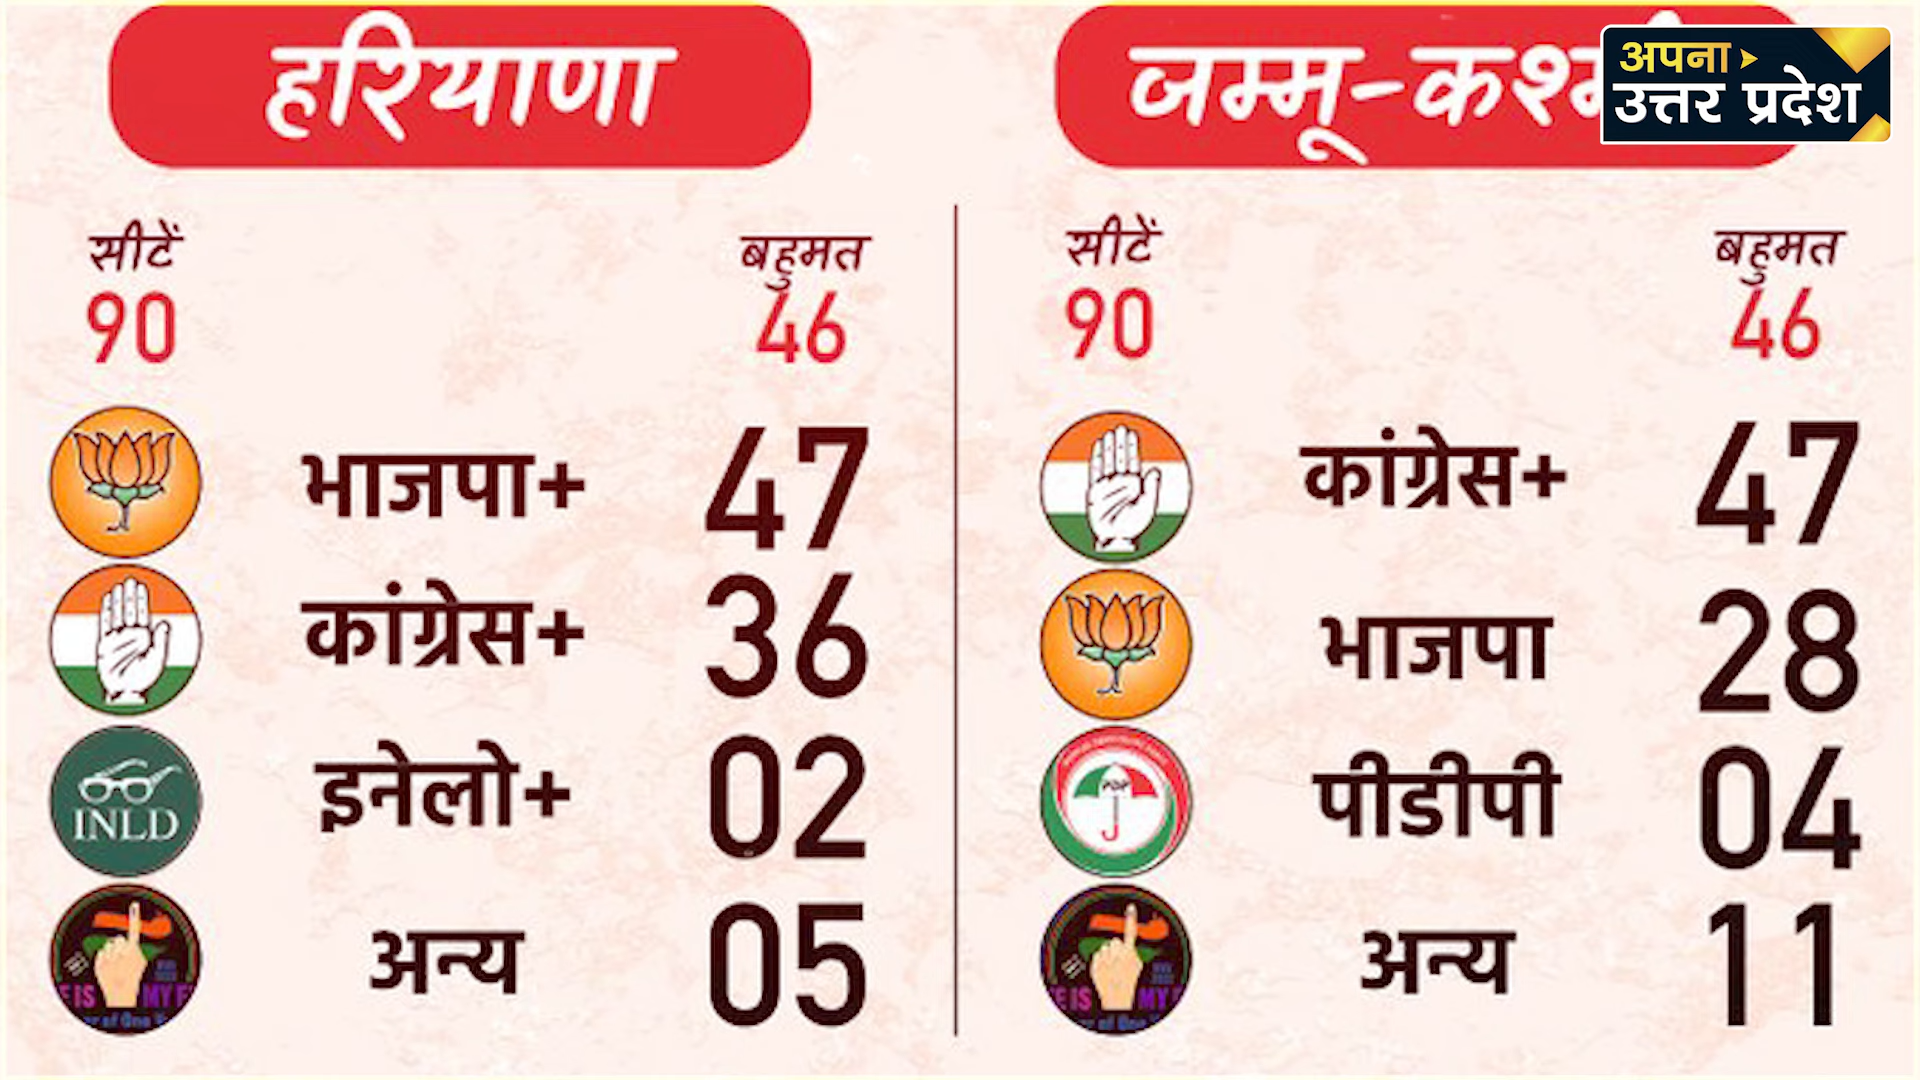 हरियाणा
सीटें
बहुमत
90
46
भाजपा+
47
कांग्रेस+
36
INLD
इनेलो+
02
अन्य
05
जम्मू-कश्म
अपना
उत्तर प्रदेश
सीटें
बहुमत
90
46
कांग्रेस+
47
भाजपा
28
PDP
पीडीपी
04
अन्य
11